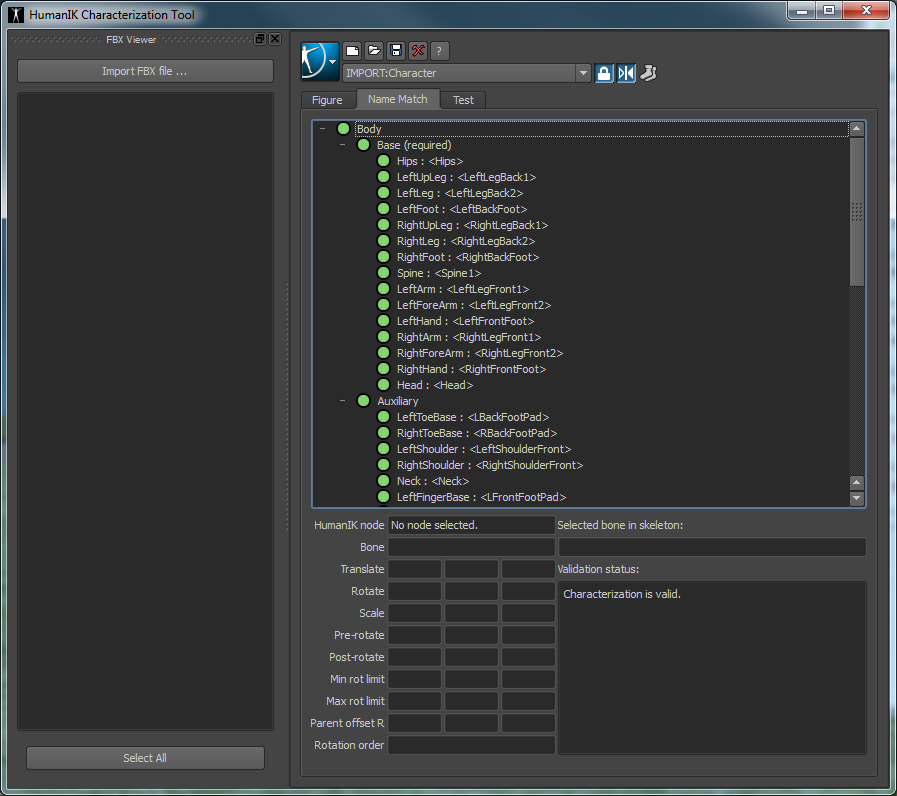 HumanIK Characterization Tool
FBX Viewer
Import FBX file ...
Select All
?
IMPORT:Character
Figure
Name Match
Test
Body
Base (required)
Hips : <Hips>
LeftUpLeg : <LeftLegBack1>
LeftLeg : <LeftLegBack2>
LeftFoot : <LeftBackFoot>
RightUpLeg : <RightLegBack1>
RightLeg : <RightLegBack2>
RightFoot : <RightBackFoot>
Spine : <Spine1>
LeftArm : <LeftLegFront1>
LeftForeArm : <LeftLegFront2>
LeftHand : <LeftFrontFoot>
RightArm : <RightLegFront1>
RightForeArm : <RightLegFront2>
RightHand : <RightFrontFoot>
Head : <Head>
Auxiliary
LeftToeBase : <LBackFootPad>
RightToeBase : <RBackFootPad>
LeftShoulder : <LeftShoulderFront>
RightShoulder : <RightShoulderFront>
Neck : <Neck>
LeftFingerBase : <LFrontFootPad>
HumanIK node No node selected.
Bone
Translate
Rotate
Scale
Pre-rotate
Post-rotate
Min rot limit
Max rot limit
Parent offset R
Rotation order
Selected bone in skeleton:
Validation status:
Characterization is valid.